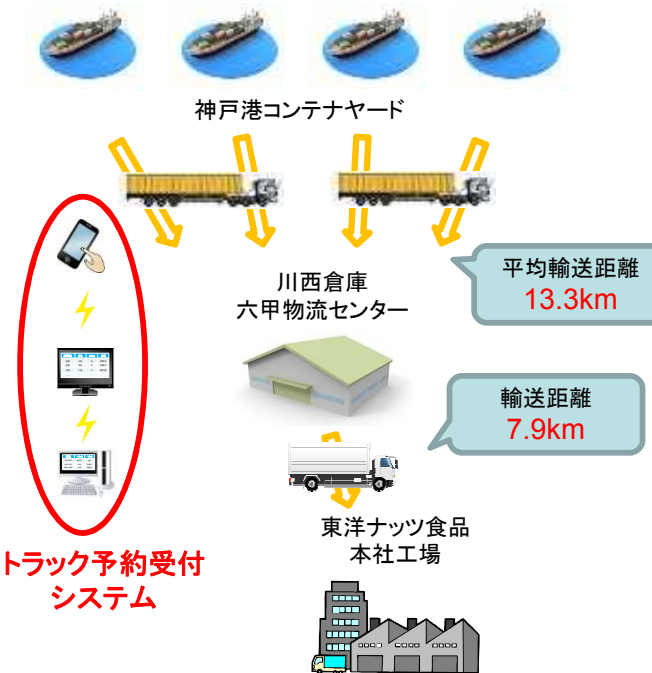 神戸港コンテナヤード
川西倉庫
六甲物流センター
平均輸送距離
13.3km
輸送距離
7.9km
東洋ナッツ食品
本社工場
トラック予約受付
システム